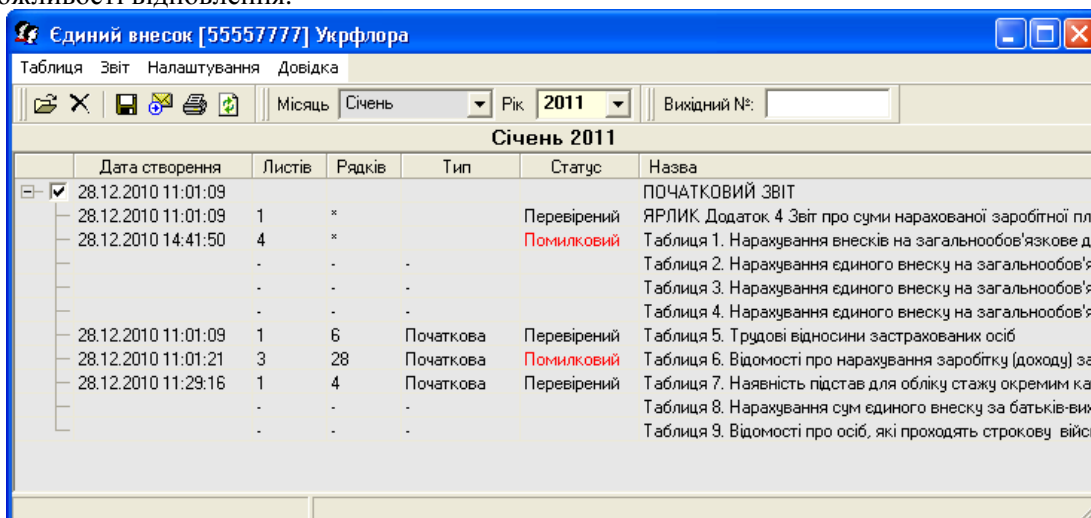 можливості відновлення.
Єдиний внесок [55557777] Укрфлора
Таблиця Звіт Налаштування Довідка
Місяць Січень Рік 2011 Вихідний №:
Січень 2011
Дата створення Листів Рядків Тип Статус Назва
28.12.2010 11:01:09 ПОЧАТКОВИЙ ЗВІТ
28.12.2010 11:01:09 1 * Перевірений ЯРЛИК Додаток 4 Звіт про суми нарахованої заробітної пл
28.12.2010 14:41:50 4 * Помилковий Таблиця 1. Нарахування внесків на загальнообов'язкове д
- - - Таблиця 2. Нарахування єдиного внеску на загальнообов'я
- - - Таблиця 3. Нарахування єдиного внеску на загальнообов'я
- - - Таблиця 4. Нарахування єдиного внеску на загальнообов'я
28.12.2010 11:01:09 1 6 Початкова Перевірений Таблиця 5. Трудові відносини застрахованих осіб
28.12.2010 11:01:21 3 28 Початкова Помилковий Таблиця 6. Відомості про нарахування заробітку (доходу) за
28.12.2010 11:29:16 1 4 Початкова Перевірений Таблиця 7. Наявність підстав для обліку стажу окремим ка
- - - Таблиця 8. Нарахування сум єдиного внеску за батьків-вих
- - - Таблиця 9. Відомості про осіб, які проходять строкову війс